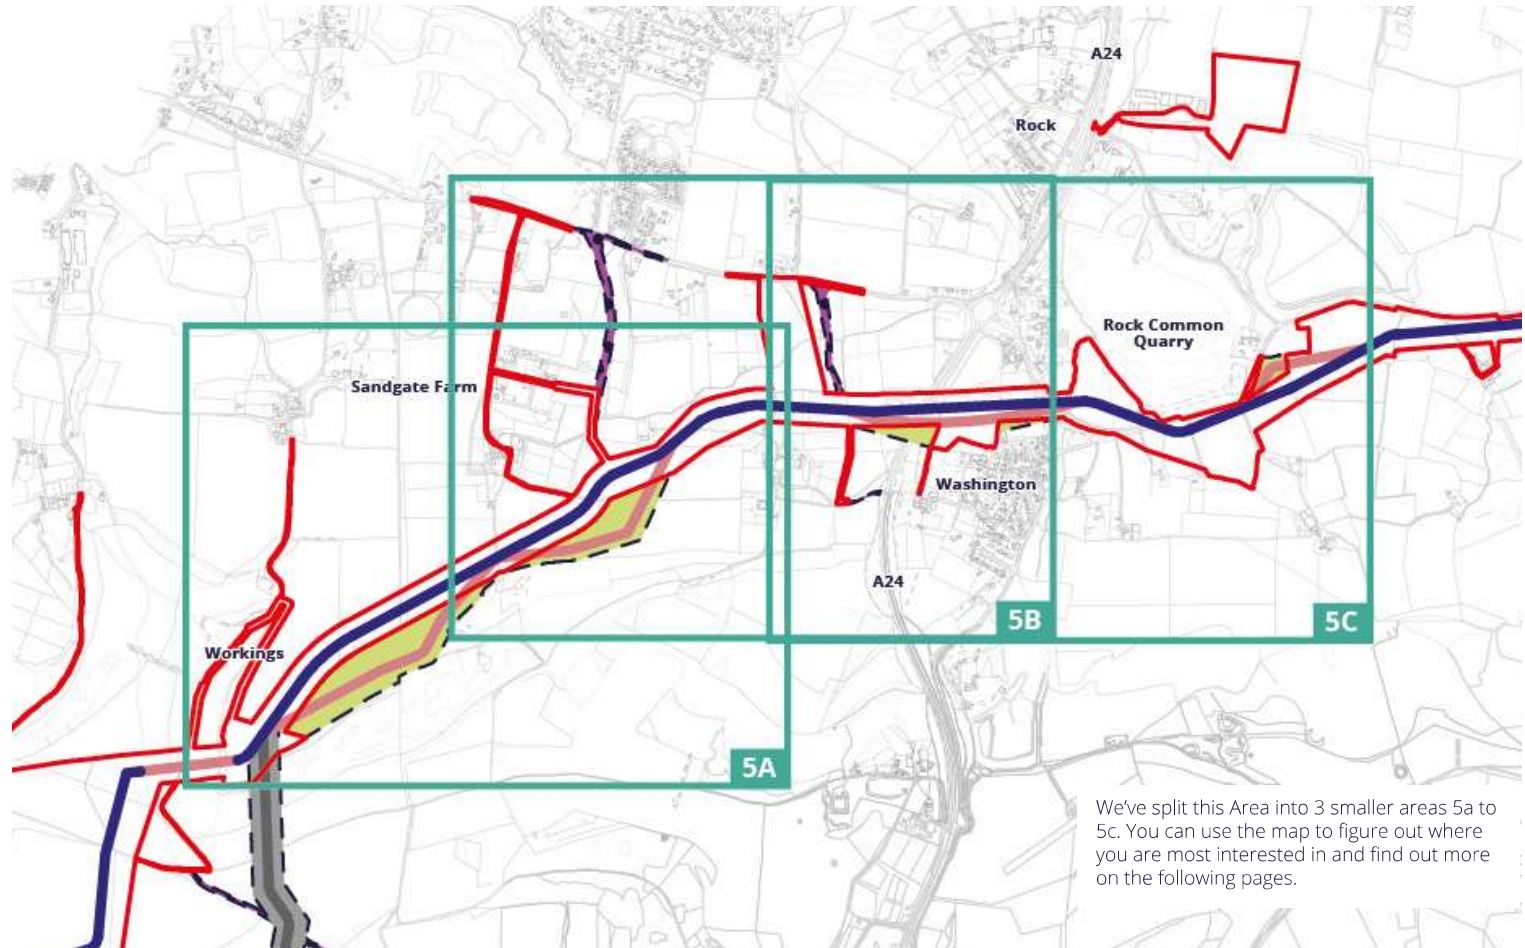 A24
Rock
Rock Common
Quarry
Sandgate Farm
Washington
A24
5B
5C
Workings
5A
We’ve split this Area into 3 smaller areas 5a to
5c. You can use the map to figure out where
you are most interested in and find out more
on the following pages.